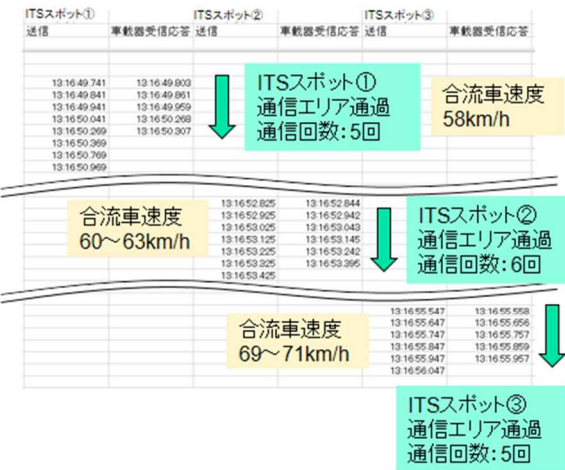 ITSスポット① ITSスポット② ITSスポット③
送信 車載器受信応答 送信 車載器受信応答 送信 車載器受信応答
13:16:49.741 13:16:49.803
13:16:49.841 13:16:49.861
13:16:49.941 13:16:49.959
13:16:50.041 13:16:50.268
13:16:50.269 13:16:50.307
13:16:50.369
13:16:50.769
13:16:50.969
ITSスポット①
通信エリア通過
通信回数:5回
合流車速度
58km/h
合流車速度
60～63km/h
13:16:52.825 13:16:52.844
13:16:52.925 13:16:52.942
13:16:53.025 13:16:53.043
13:16:53.125 13:16:53.145
13:16:53.225 13:16:53.242
13:16:53.325 13:16:53.395
13:16:53.425
ITSスポット②
通信エリア通過
通信回数:6回
合流車速度
69～71km/h
13:16:55.547 13:16:55.558
13:16:55.647 13:16:55.656
13:16:55.747 13:16:55.757
13:16:55.847 13:16:55.859
13:16:55.947 13:16:55.957
13:16:56.047
ITSスポット③
通信エリア通過
通信回数:5回